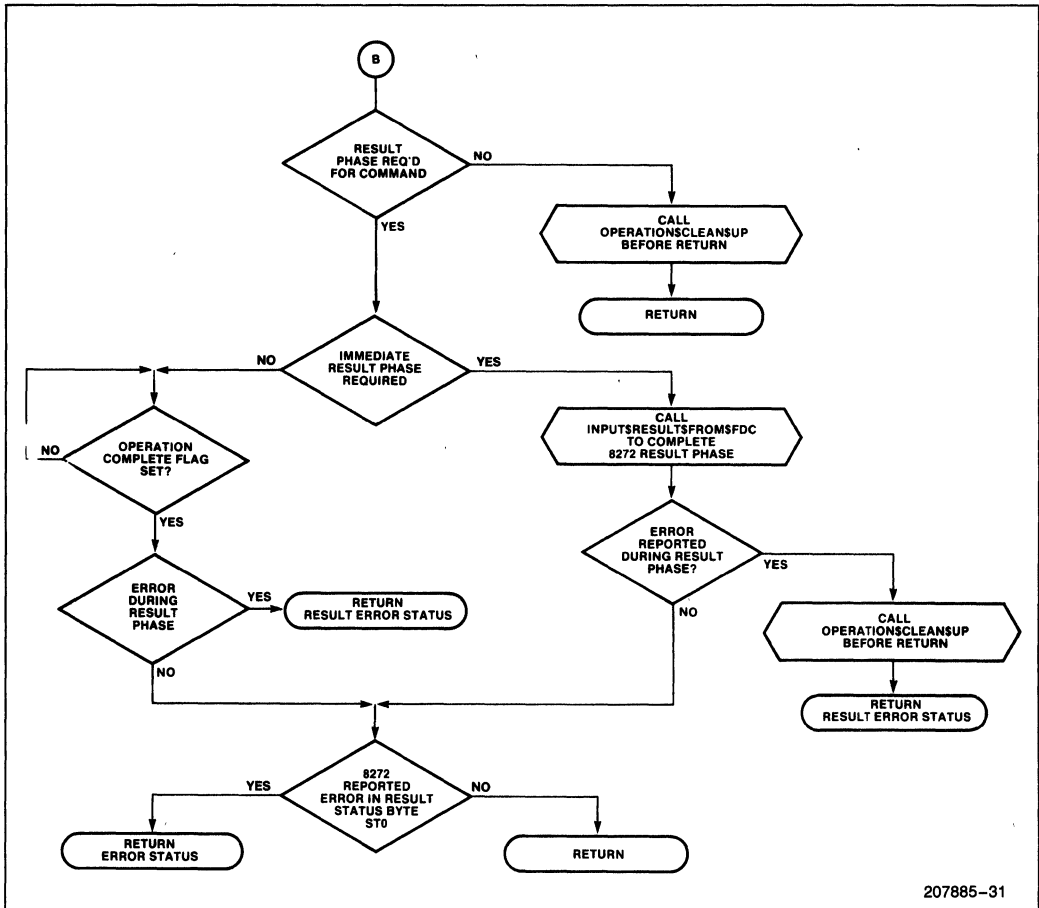 B
RESULT
PHASE REQ'D
FOR COMMAND
NO
YES
CALL
OPERATION$CLEAN$UP
BEFORE RETURN
RETURN
IMMEDIATE
RESULT PHASE
REQUIRED
NO
YES
OPERATION
COMPLETE FLAG
SET?
NO
YES
CALL
INPUT$RESULT$FROM$FDC
TO COMPLETE
8272 RESULT PHASE
ERROR
DURING
RESULT
PHASE
YES
NO
RETURN
RESULT ERROR STATUS
ERROR
REPORTED
DURING RESULT
PHASE?
YES
NO
CALL
OPERATION$CLEAN$UP
BEFORE RETURN
RETURN
RESULT ERROR STATUS
8272
REPORTED
ERROR IN RESULT
STATUS BYTE
ST0
YES
NO
RETURN
ERROR STATUS
RETURN
207885-31